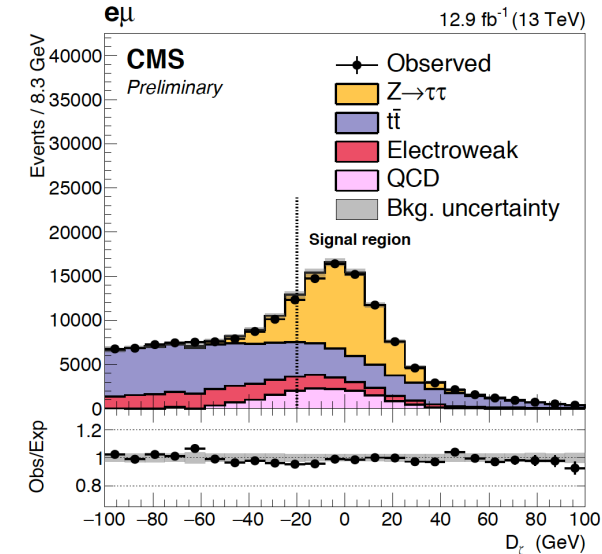 eμ
12.9 fb⁻¹ (13 TeV)
Events / 8.3 GeV
40000
35000
30000
25000
20000
15000
10000
5000
0
CMS
Preliminary
Observed
Z→ττ
tt̄
Electroweak
QCD
Bkg. uncertainty
Signal region
Obs/Exp
1.2
1
0.8
−100 −80 −60 −40 −20 0 20 40 60 80 100
Dζ (GeV)